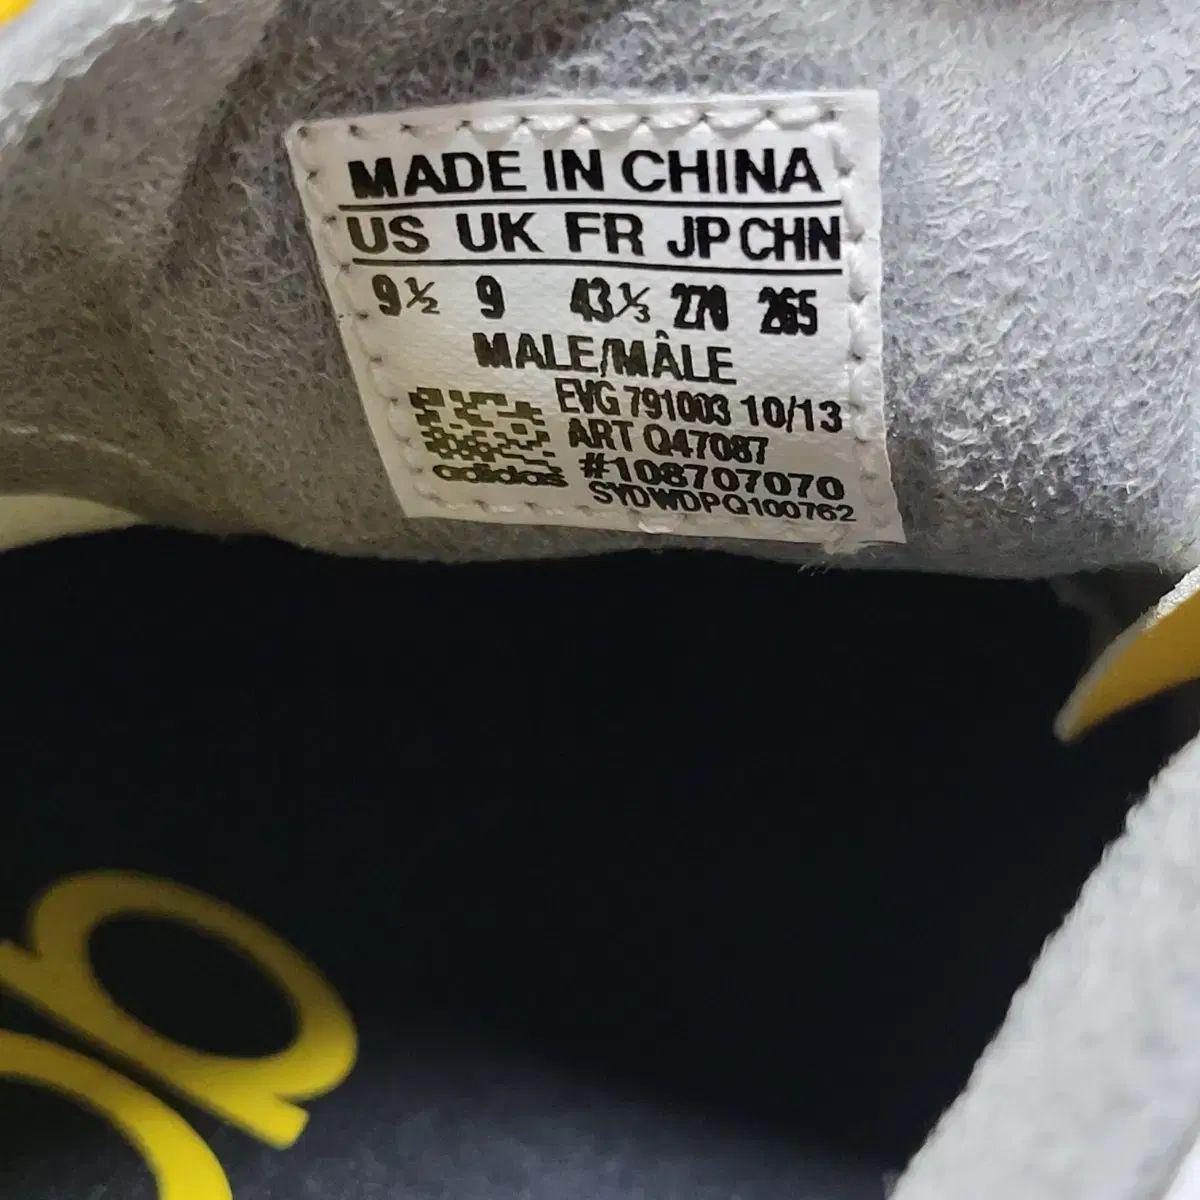 MADE IN CHINA
US UK FR JP CHN
9½ 9 43⅓ 270 265
MALE/MÂLE
EVG 791003 10/13
ART Q47087
#108707070
adidas
SYDWDPQ100762